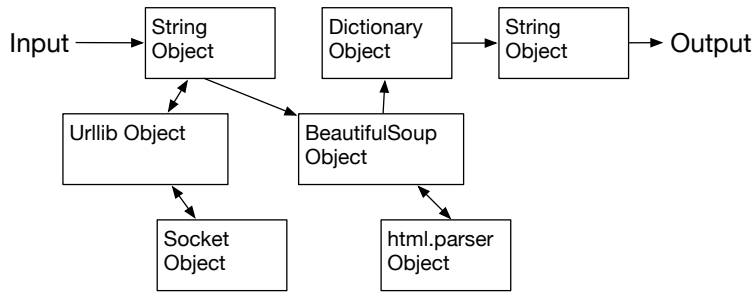 Input
String
Object
Dictionary
Object
String
Object
Output
Urllib Object
BeautifulSoup
Object
Socket
Object
html.parser
Object